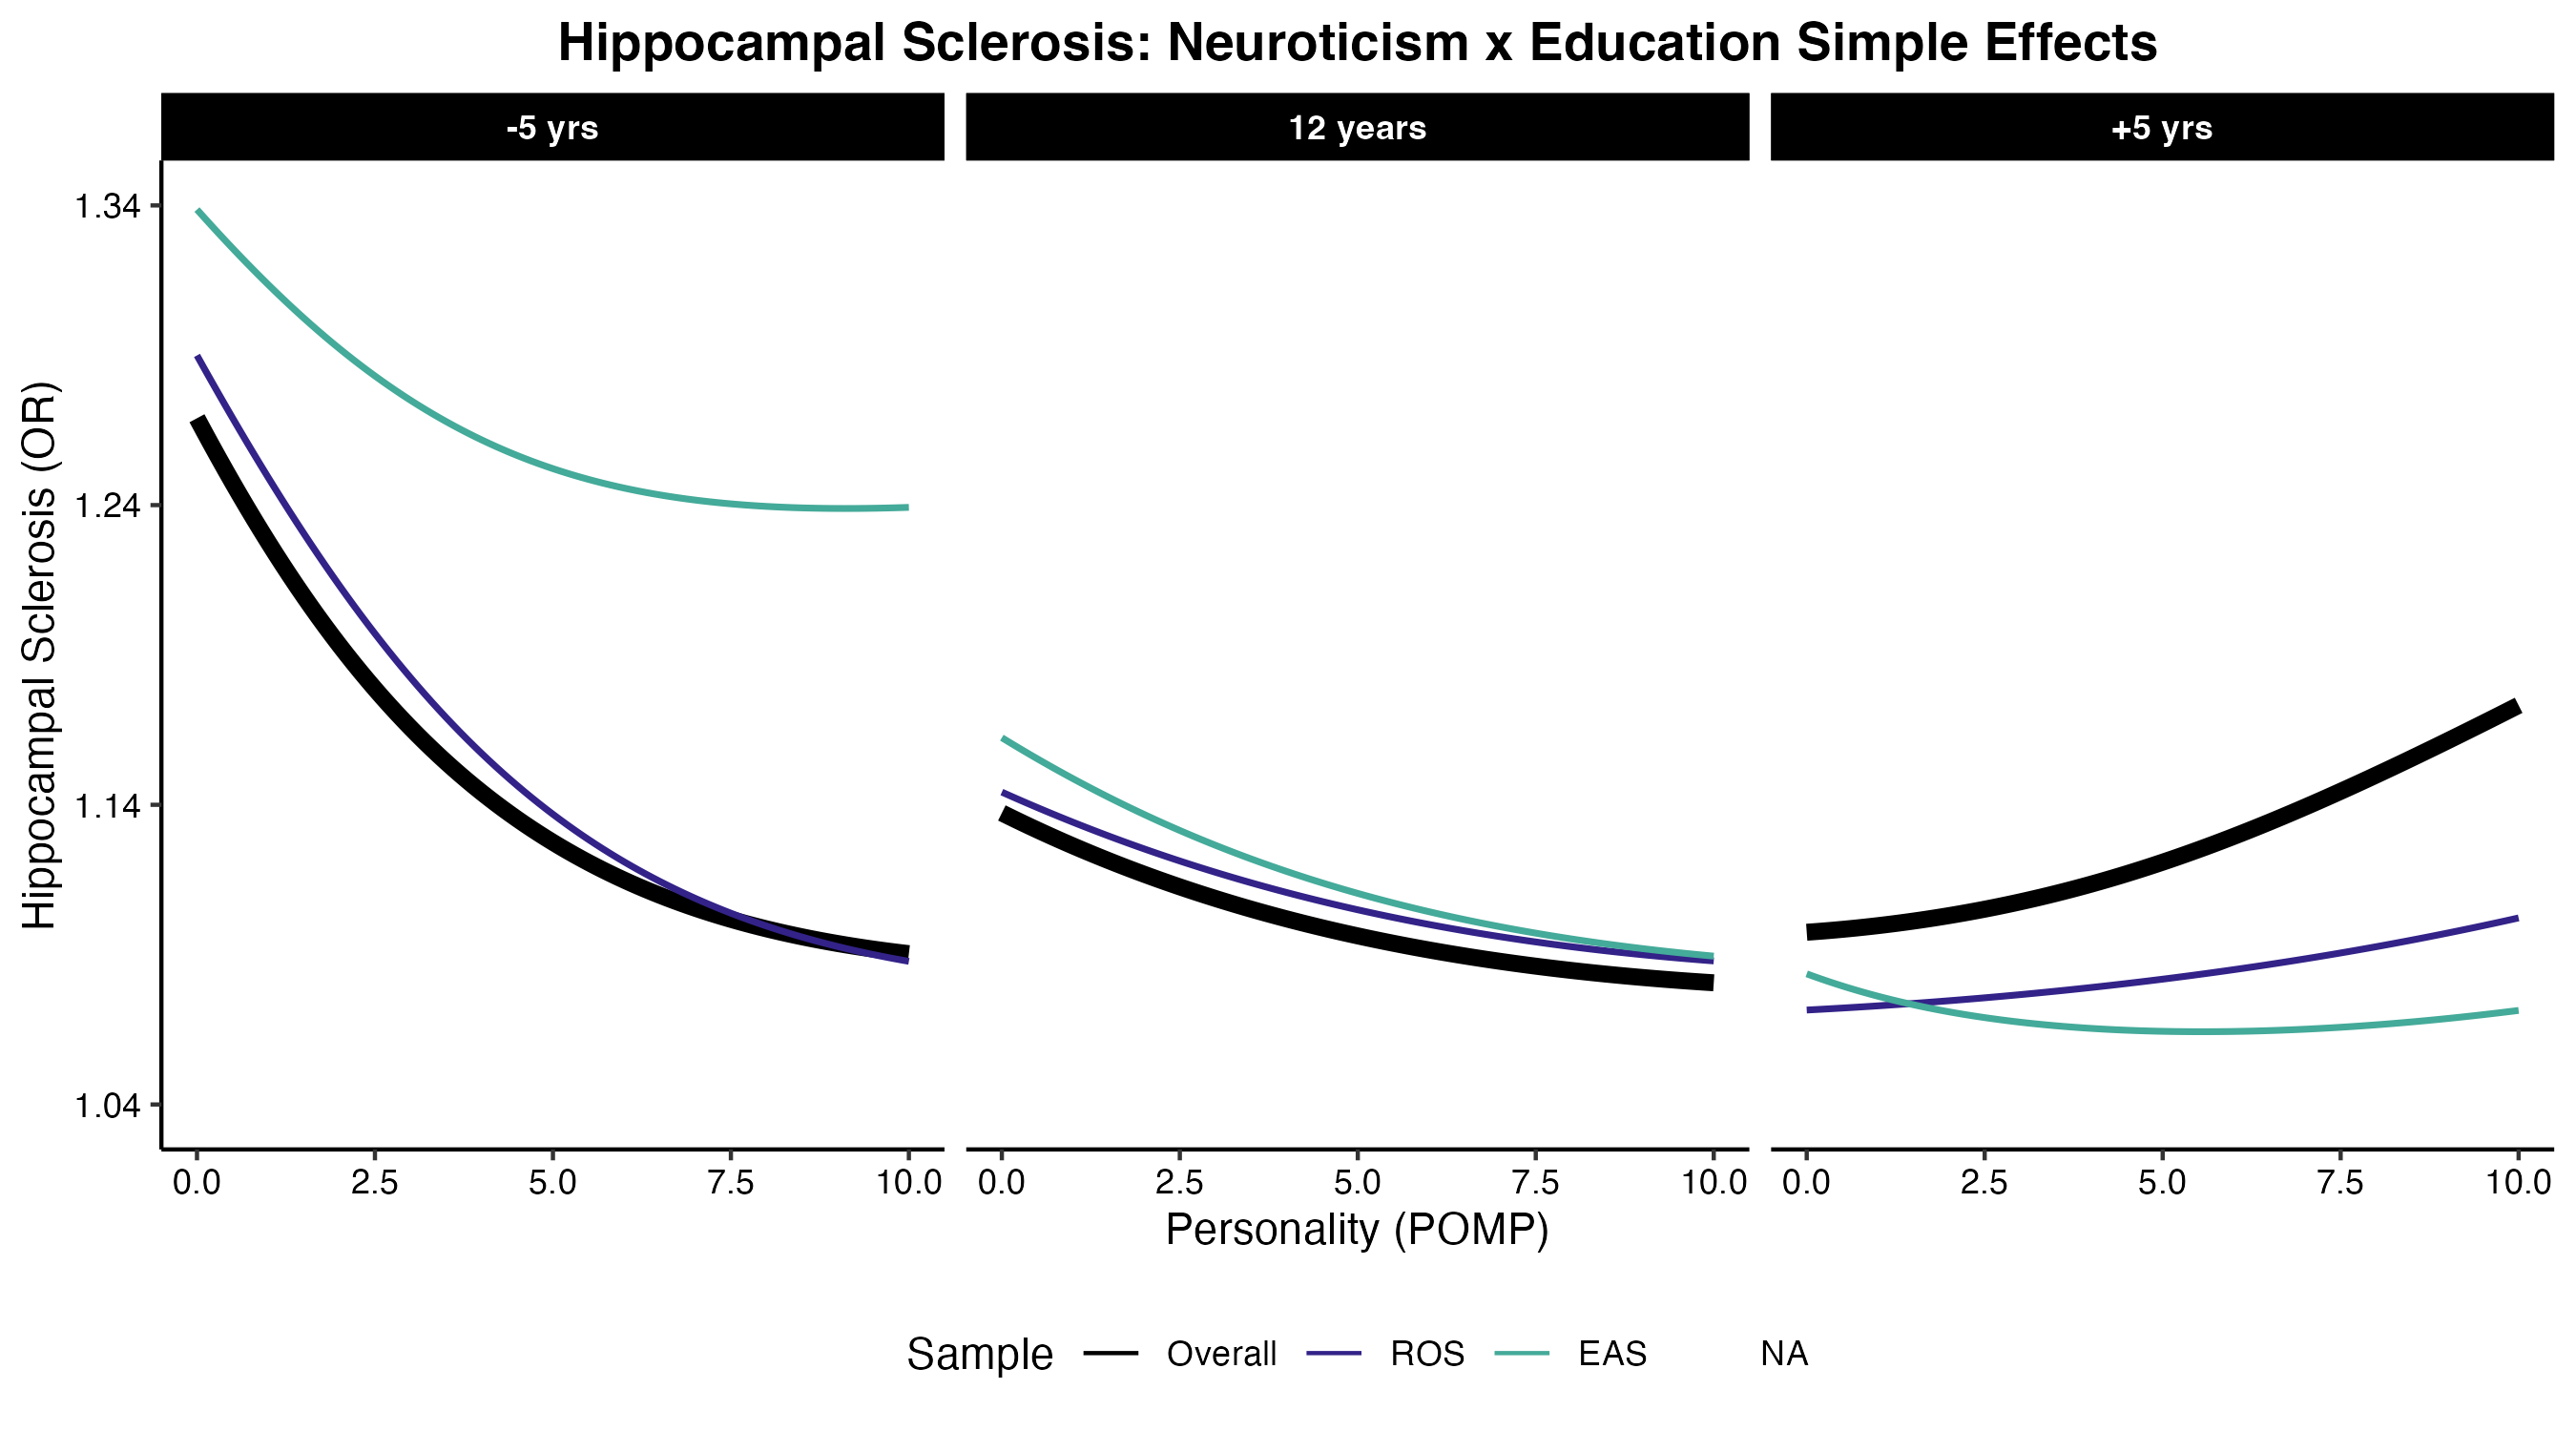 Hippocampal Sclerosis: Neuroticism x Education Simple Effects
-5 yrs
12 years
+5 yrs
Hippocampal Sclerosis (OR)
1.34
1.24
1.14
1.04
0.0 2.5 5.0 7.5 10.0
0.0 2.5 5.0 7.5 10.0
0.0 2.5 5.0 7.5 10.0
Personality (POMP)
Sample Overall ROS EAS NA